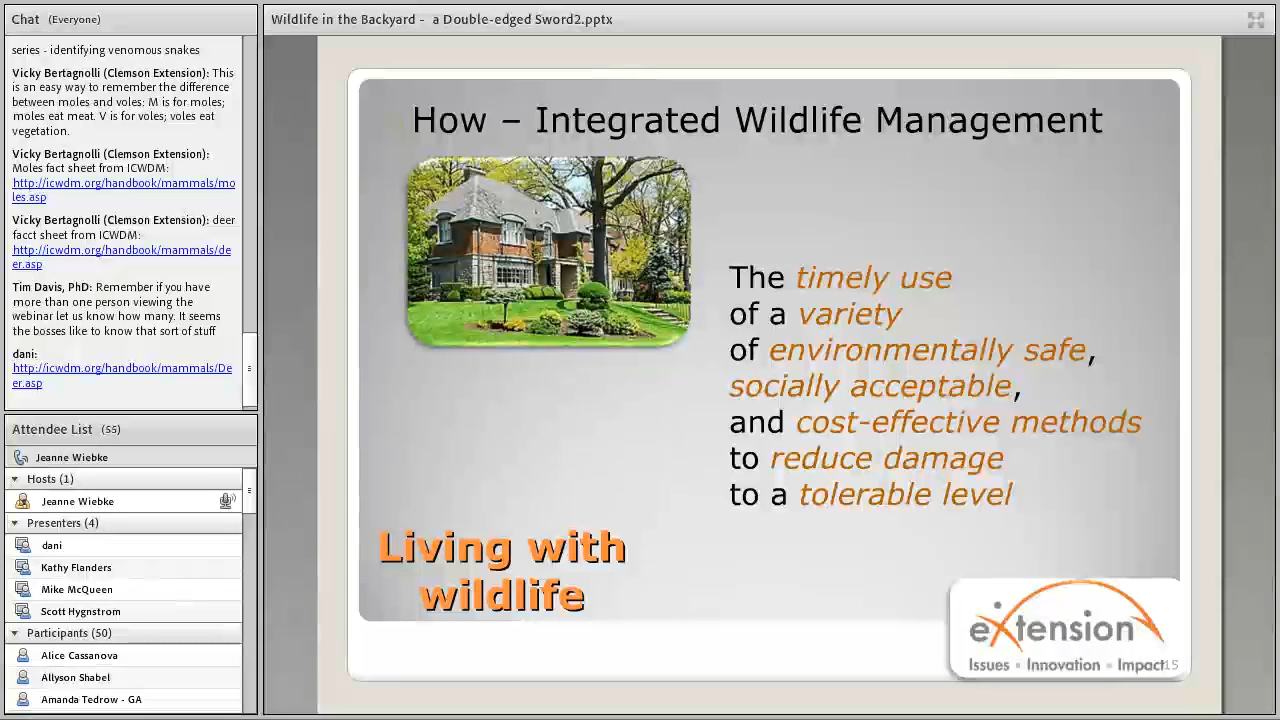 Chat (Everyone)
series - identifying venomous snakes
Vicky Bertagnolli (Clemson Extension): This
is an easy way to remember the difference
between moles and voles: M is for moles;
moles eat meat. V is for voles; voles eat
vegetation.
Vicky Bertagnolli (Clemson Extension):
Moles fact sheet from ICWDM:
http://icwdm.org/handbook/mammals/mo
les.asp
Vicky Bertagnolli (Clemson Extension): deer
facct sheet from ICWDM:
http://icwdm.org/handbook/mammals/de
er.asp
Tim Davis, PhD: Remember if you have
more than one person viewing the
webinar let us know how many. It seems
the bosses like to know that sort of stuff
dani:
http://icwdm.org/handbook/mammals/De
er.asp
Attendee List (55)
Jeanne Wiebke
Hosts (1)
Jeanne Wiebke
Presenters (4)
dani
Kathy Flanders
Mike McQueen
Scott Hygnstrom
Participants (50)
Alice Cassanova
Allyson Shabel
Amanda Tedrow - GA
Wildlife in the Backyard - a Double-edged Sword2.pptx
How – Integrated Wildlife Management
The timely use
of a variety
of environmentally safe,
socially acceptable,
and cost-effective methods
to reduce damage
to a tolerable level
Living with
wildlife
eXtension
Issues • Innovation • Impact
15